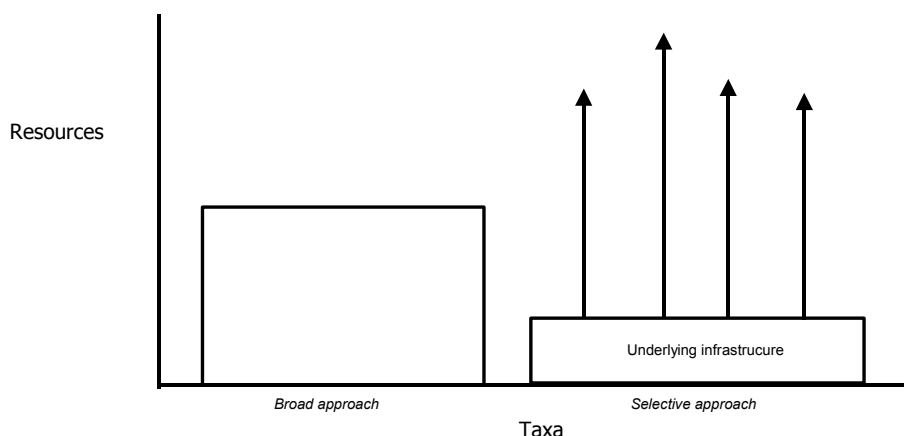 Resources
Underlying infrastrucure
Broad approach
Selective approach
Taxa